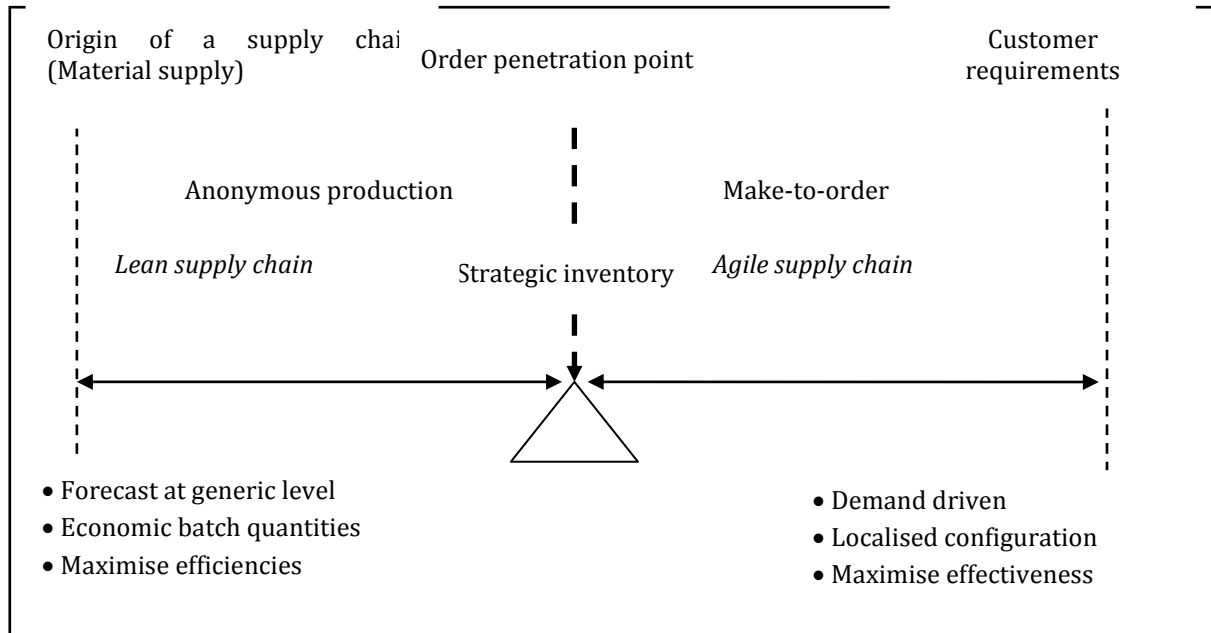 Origin of a supply chai
(Material supply)
Order penetration point
Customer
requirements
Anonymous production
Make-to-order
Lean supply chain
Strategic inventory
Agile supply chain
• Forecast at generic level
• Economic batch quantities
• Maximise efficiencies
• Demand driven
• Localised configuration
• Maximise effectiveness